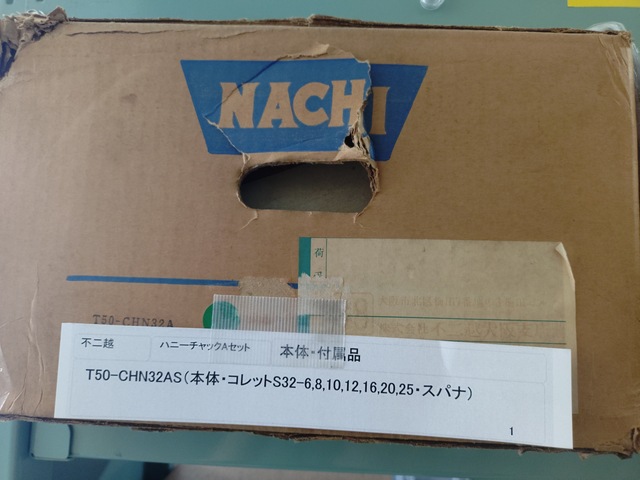 NACHI
荷
T50-CHN32A
不二越 ハニーチャックAセット 本体・付属品
T50-CHN32AS(本体・コレットS32-6,8,10,12,16,20,25・スパナ)
1